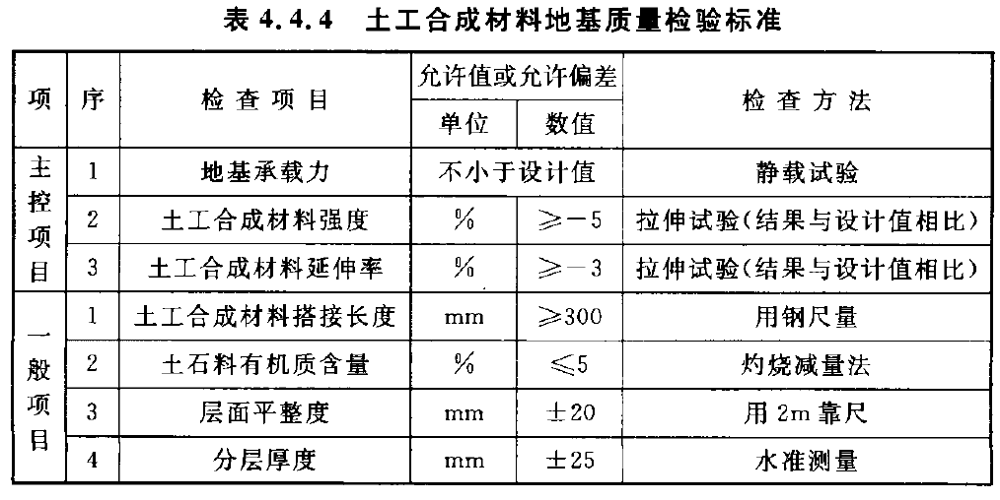 表 4.4.4 土工合成材料地基质量检验标准
项 序 检查项目 允许值或允许偏差 检查方法
单位 数值
主控项目 1 地基承载力 不小于设计值 静载试验
2 土工合成材料强度 % ≥−5 拉伸试验(结果与设计值相比)
3 土工合成材料延伸率 % ≥−3 拉伸试验(结果与设计值相比)
一般项目 1 土工合成材料搭接长度 mm ≥300 用钢尺量
2 土石料有机质含量 % ≤5 灼烧减量法
3 层面平整度 mm ±20 用2m靠尺
4 分层厚度 mm ±25 水准测量